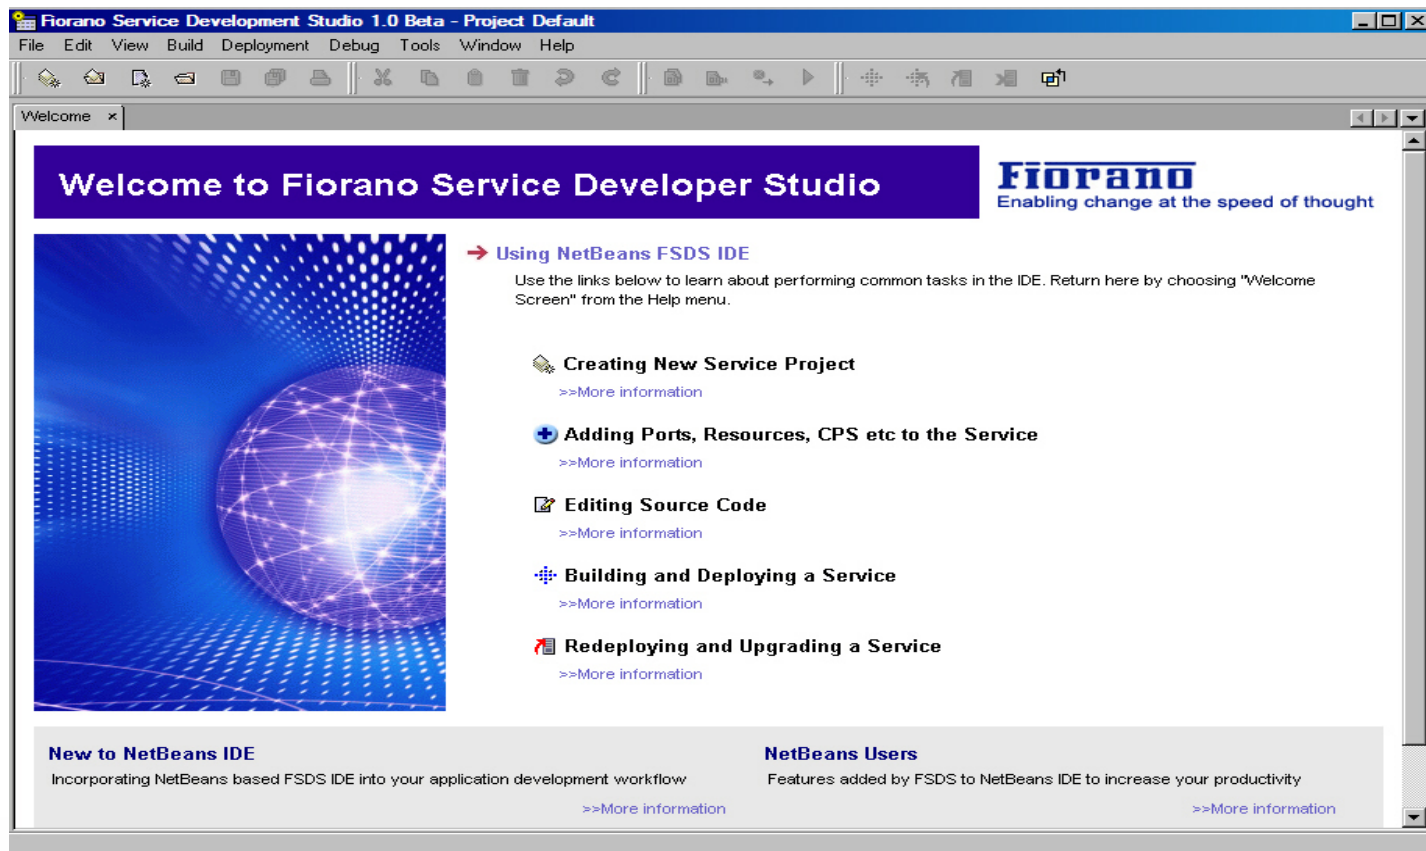 Fiorano Service Development Studio 1.0 Beta - Project Default
File Edit View Build Deployment Debug Tools Window Help
Welcome
Welcome to Fiorano Service Developer Studio
Fiorano
Enabling change at the speed of thought
Using NetBeans FSDS IDE
Use the links below to learn about performing common tasks in the IDE. Return here by choosing "Welcome
Screen" from the Help menu.
Creating New Service Project
>>More information
Adding Ports, Resources, CPS etc to the Service
>>More information
Editing Source Code
>>More information
Building and Deploying a Service
>>More information
Redeploying and Upgrading a Service
>>More information
New to NetBeans IDE
Incorporating NetBeans based FSDS IDE into your application development workflow
>>More information
NetBeans Users
Features added by FSDS to NetBeans IDE to increase your productivity
>>More information